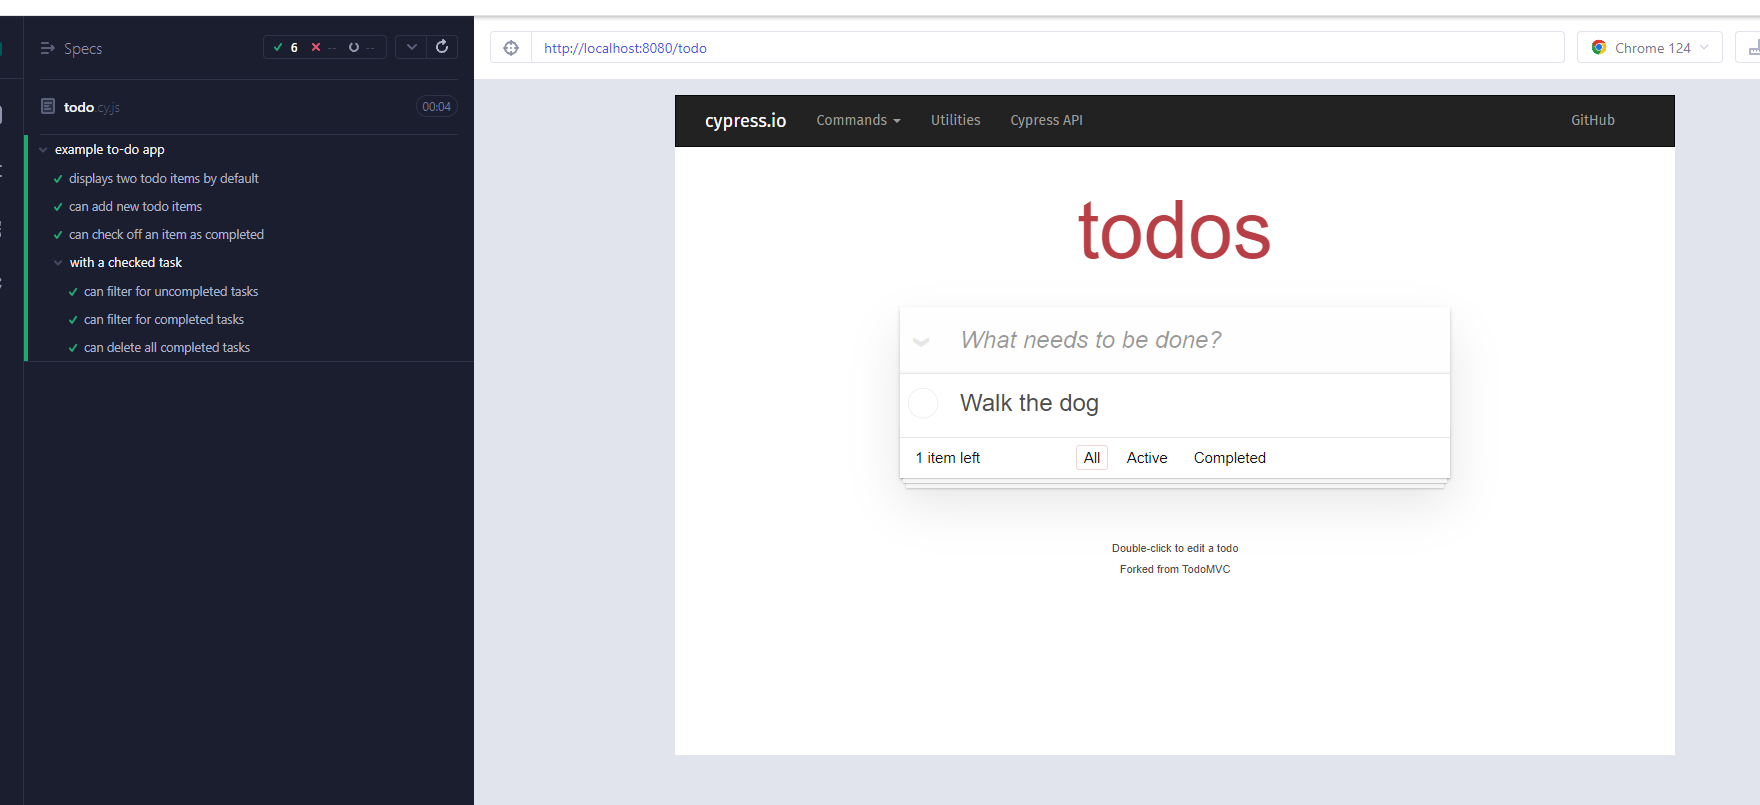 Specs
6 -- --
todo.cy.js
00:04
example to-do app
displays two todo items by default
can add new todo items
can check off an item as completed
with a checked task
can filter for uncompleted tasks
can filter for completed tasks
can delete all completed tasks
http://localhost:8080/todo
Chrome 124
cypress.io Commands Utilities Cypress API GitHub
todos
What needs to be done?
Walk the dog
1 item left All Active Completed
Double-click to edit a todo
Forked from TodoMVC